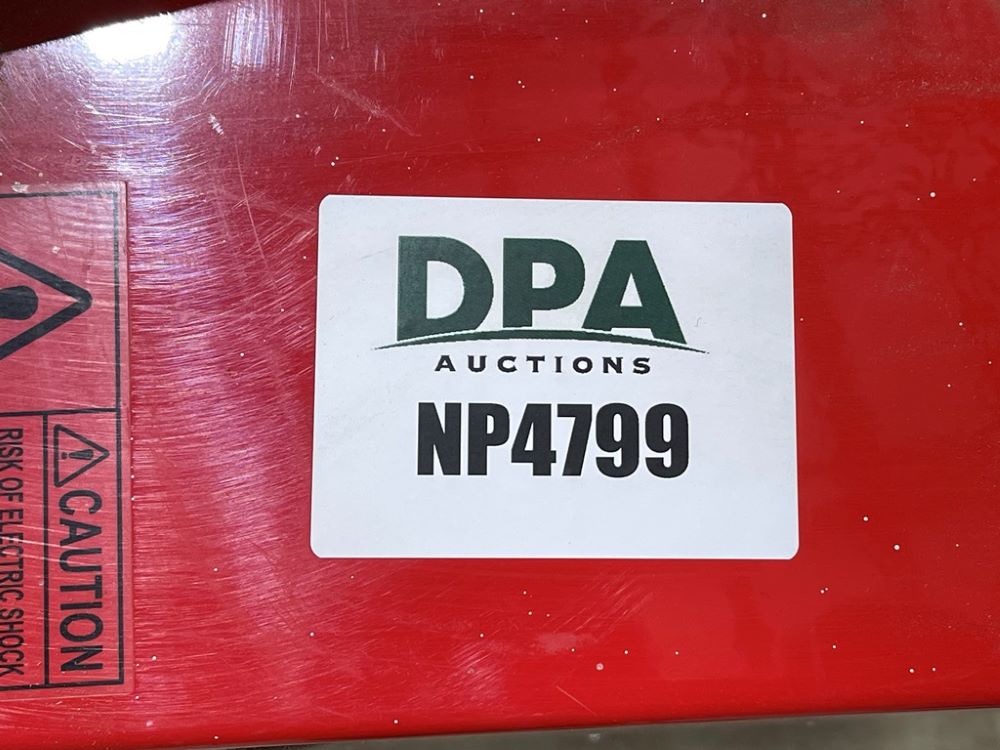 DPA
AUCTIONS
NP4799
CAUTION
RISK OF ELECTRIC SHOCK